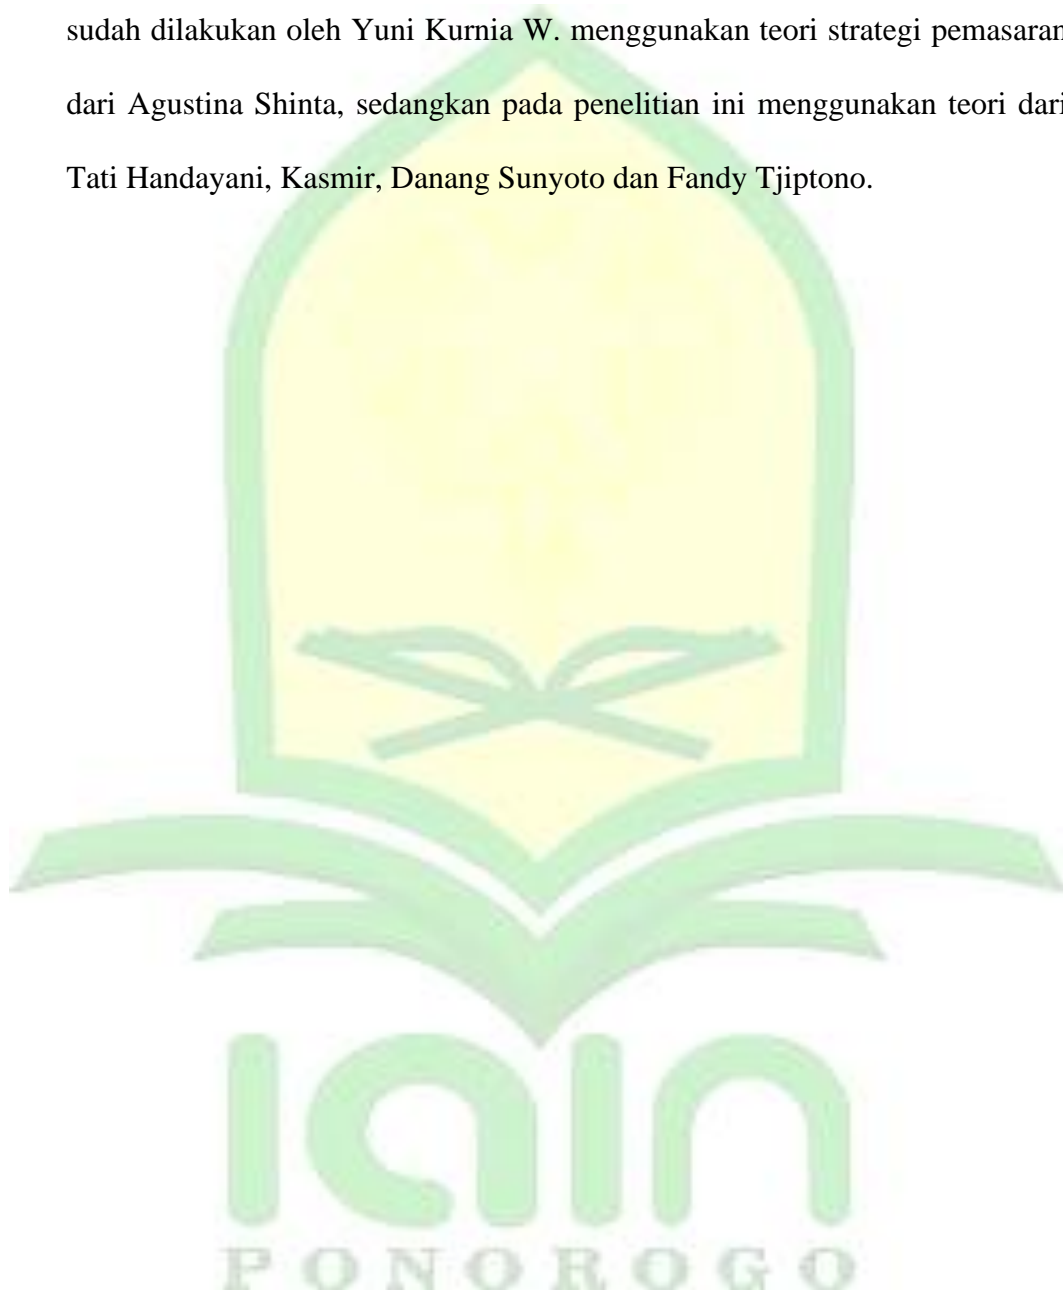 sudah dilakukan oleh Yuni Kurnia W. menggunakan teori strategi pemasaran
dari Agustina Shinta, sedangkan pada penelitian ini menggunakan teori dari
Tati Handayani, Kasmir, Danang Sunyoto dan Fandy Tjiptono.
iain
PONOROGO